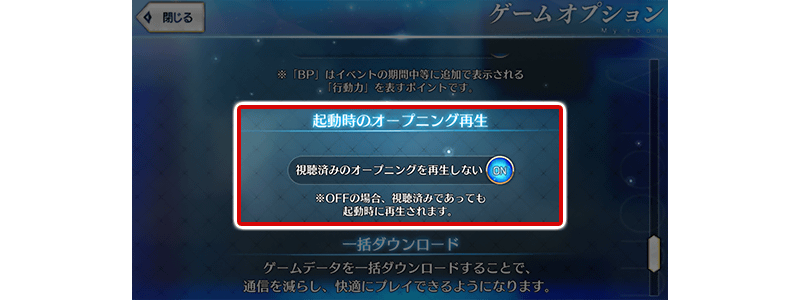 閉じる
ゲームオプション
My room
※「BP」はイベントの期間中等に追加で表示される
「行動力」を表すポイントです。
起動時のオープニング再生
視聴済みのオープニングを再生しない
ON
※OFFの場合、視聴済みであっても
起動時に再生されます。
一括ダウンロード
ゲームデータを一括ダウンロードすることで、
通信を減らし、快適にプレイできるようになります。